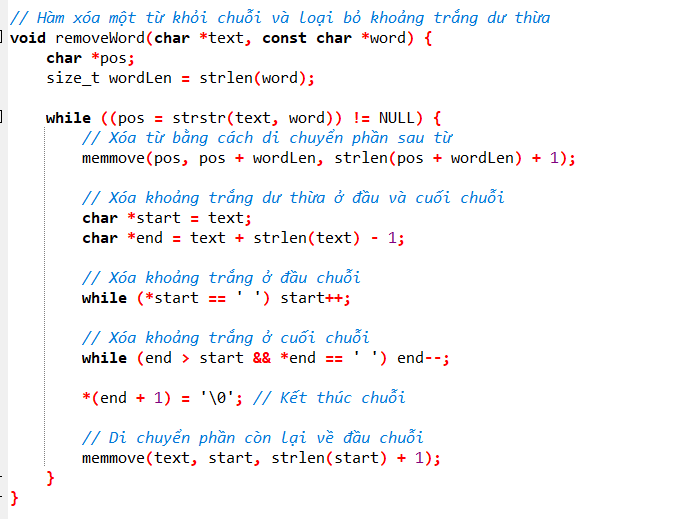 // Hàm xóa một từ khỏi chuỗi và loại bỏ khoảng trắng dư thừa
void removeWord(char *text, const char *word) {
    char *pos;
    size_t wordLen = strlen(word);

    while ((pos = strstr(text, word)) != NULL) {
        // Xóa từ bằng cách di chuyển phần sau từ
        memmove(pos, pos + wordLen, strlen(pos + wordLen) + 1);

        // Xóa khoảng trắng dư thừa ở đầu và cuối chuỗi
        char *start = text;
        char *end = text + strlen(text) - 1;

        // Xóa khoảng trắng ở đầu chuỗi
        while (*start == ' ') start++;

        // Xóa khoảng trắng ở cuối chuỗi
        while (end > start && *end == ' ') end--;

        *(end + 1) = '\0'; // Kết thúc chuỗi

        // Di chuyển phần còn lại về đầu chuỗi
        memmove(text, start, strlen(start) + 1);
    }
}